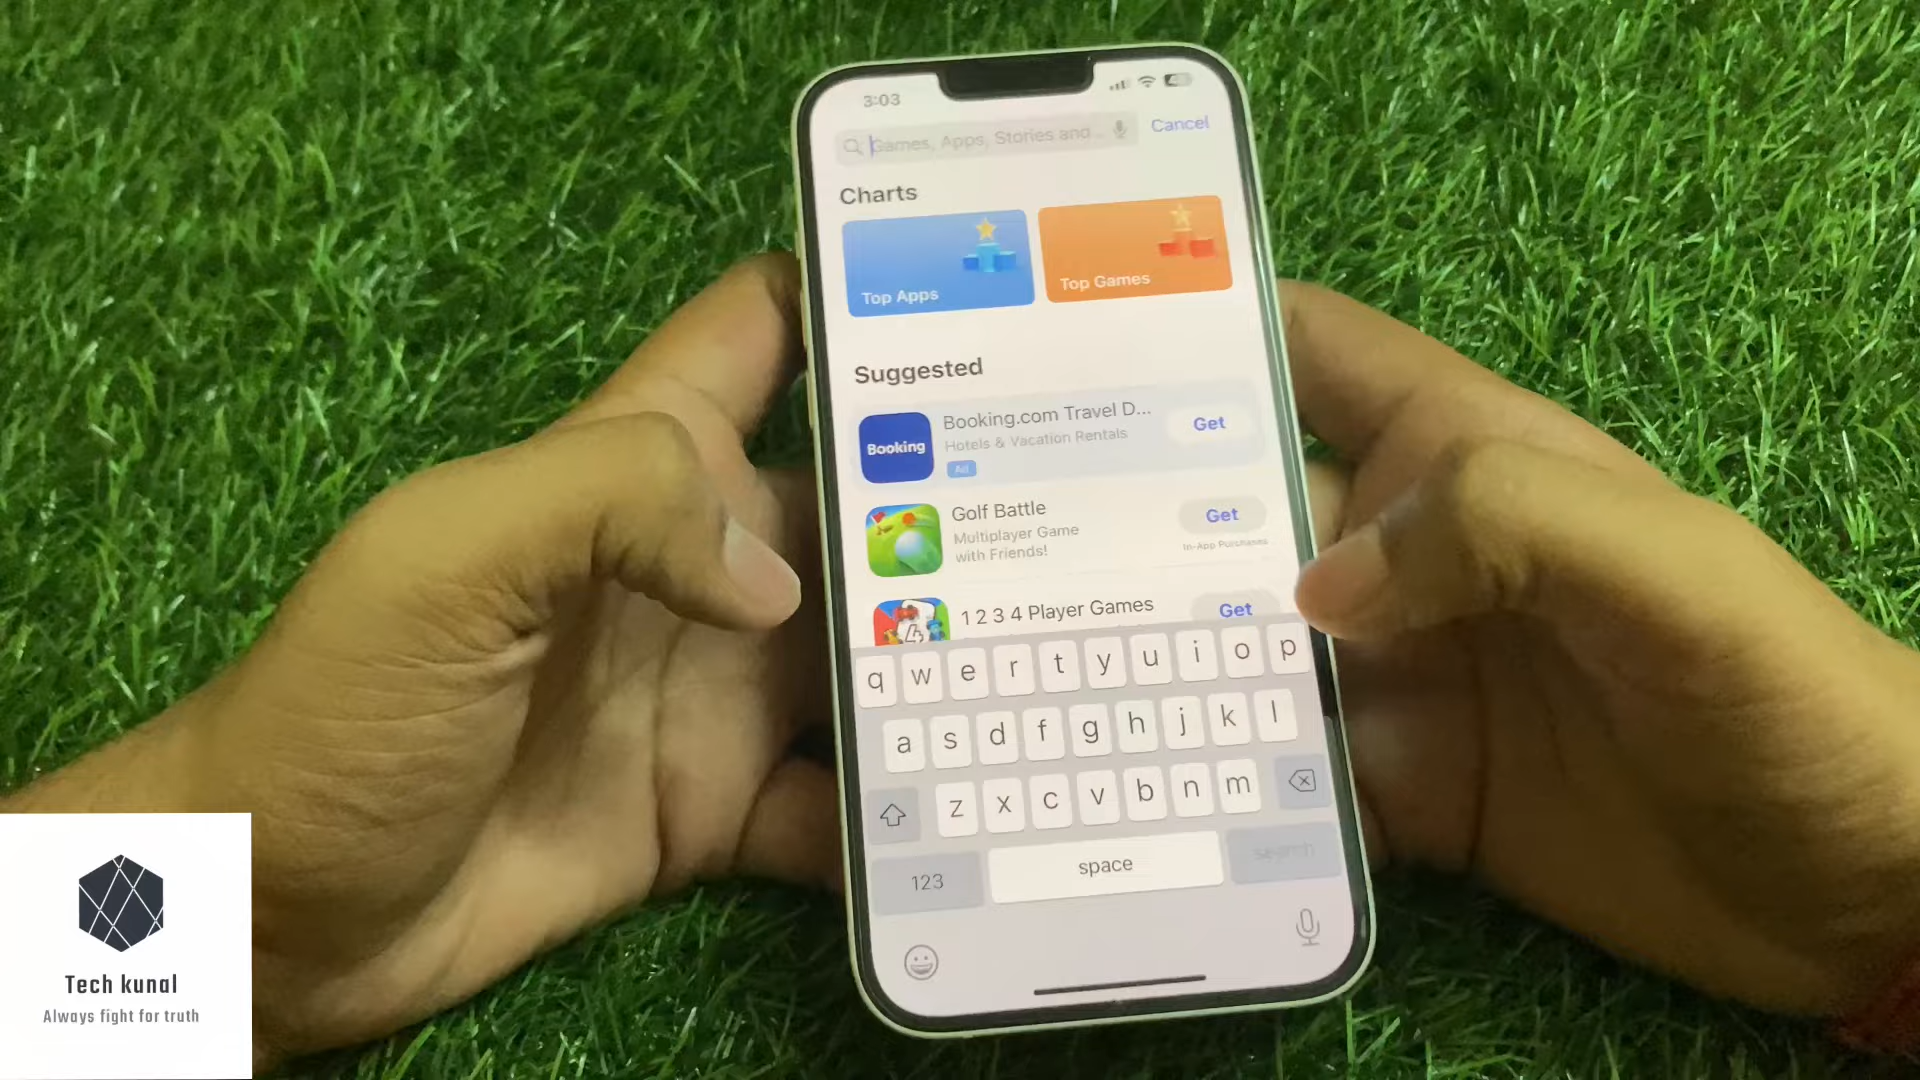 3:03
Games, Apps, Stories and...
Cancel
Charts
Top Apps
Top Games
Suggested
Booking
Booking.com Travel D...
Hotels & Vacation Rentals
Ad
Get
Golf Battle
Multiplayer Game
with Friends!
Get
In-App Purchases
1 2 3 4 Player Games
Get
q w e r t y u i o p
a s d f g h j k l
z x c v b n m
123
space
search
Tech kunal
Always fight for truth